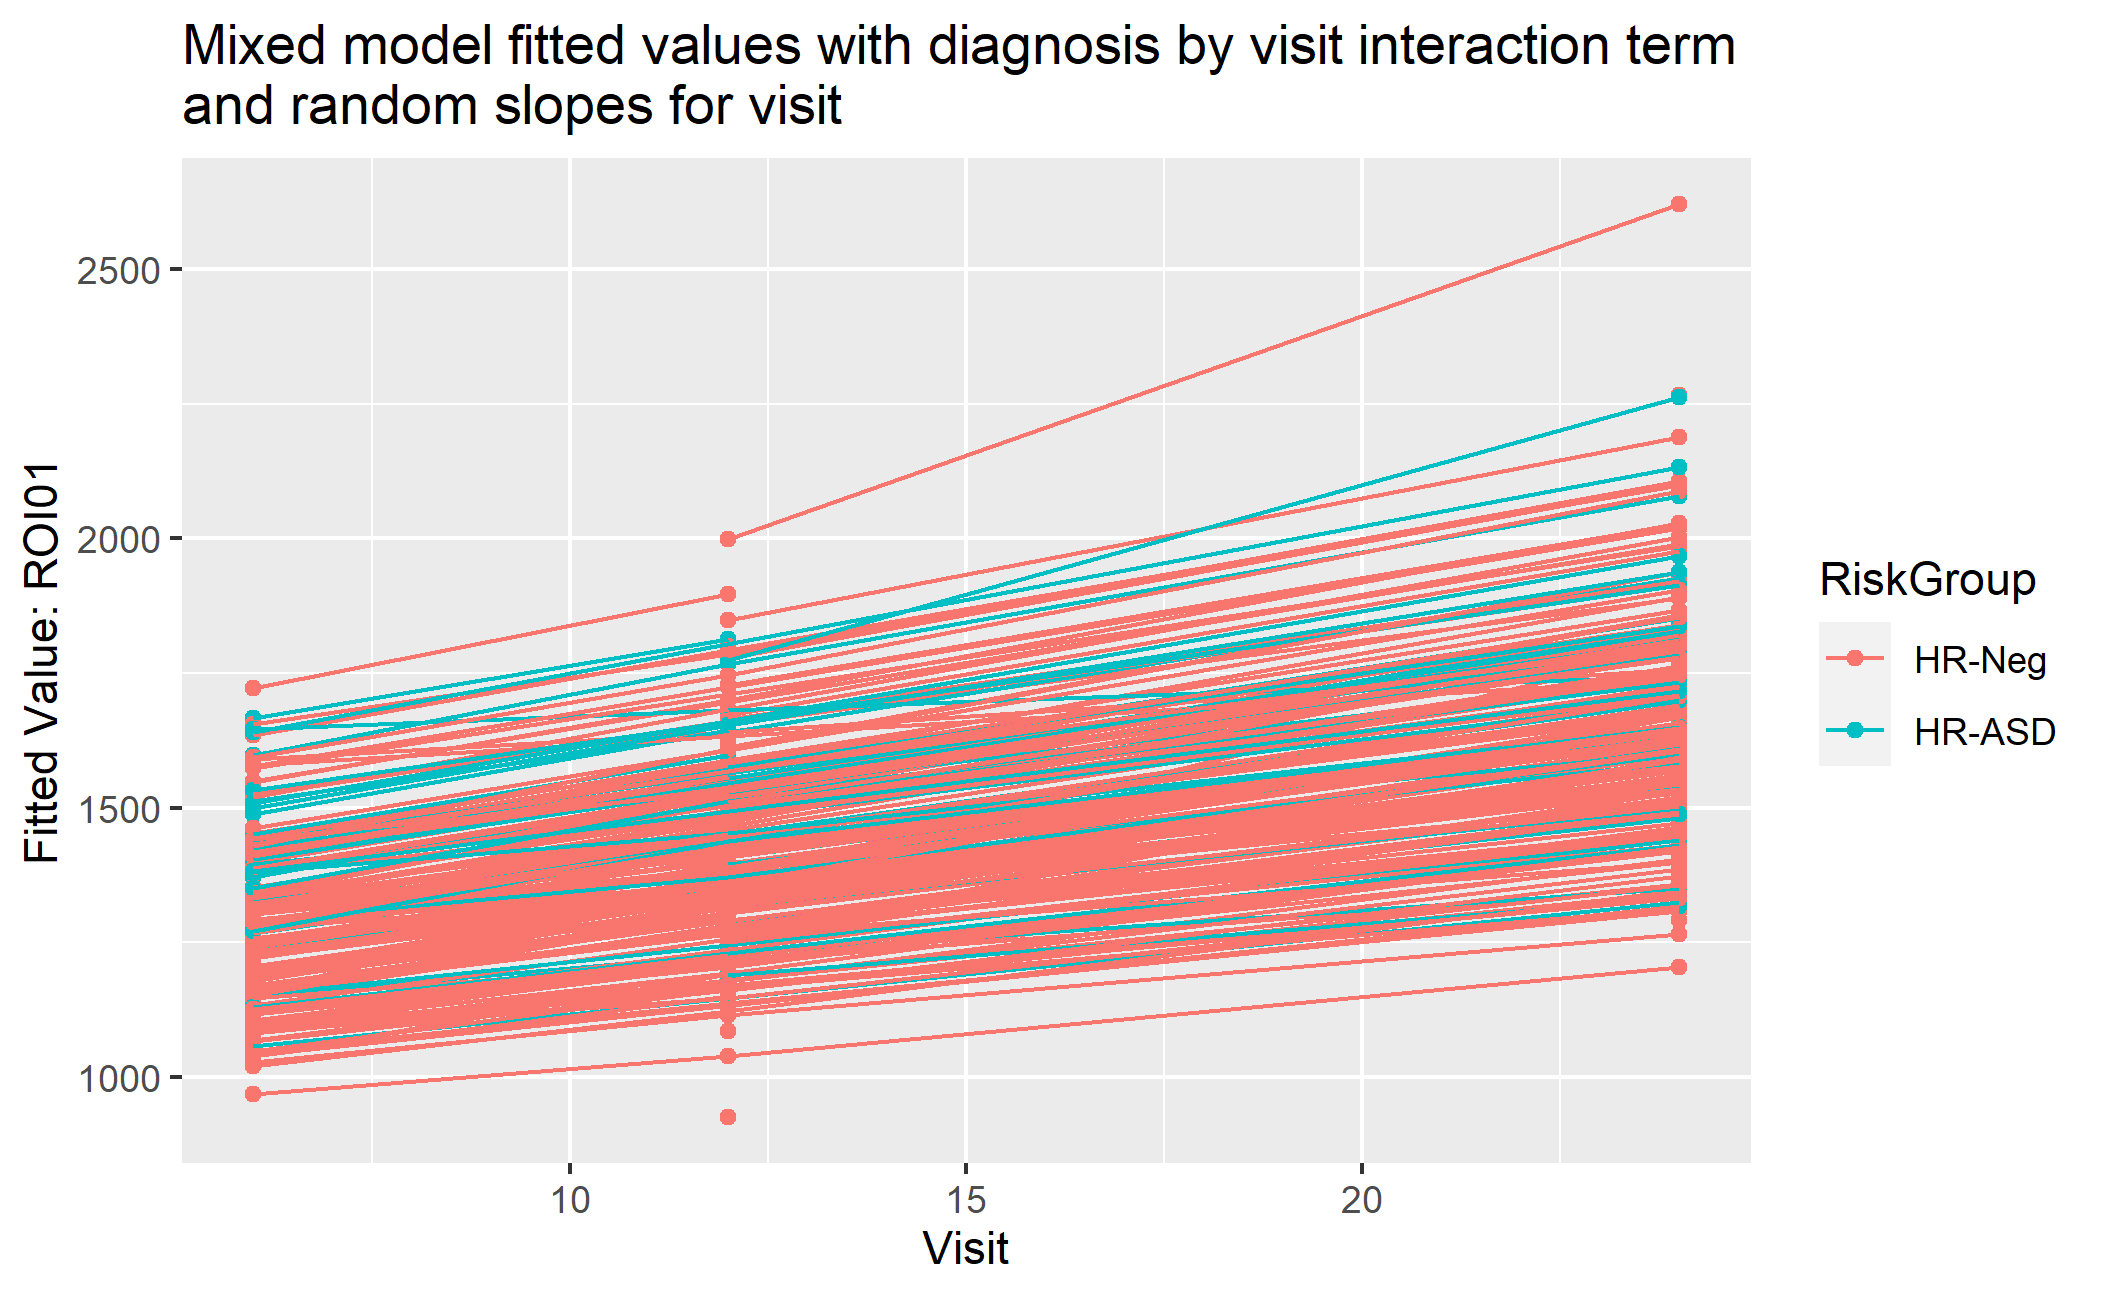 Mixed model fitted values with diagnosis by visit interaction term
and random slopes for visit
2500
2000
1500
1000
Fitted Value: ROI01
10
15
20
Visit
RiskGroup
HR-Neg
HR-ASD